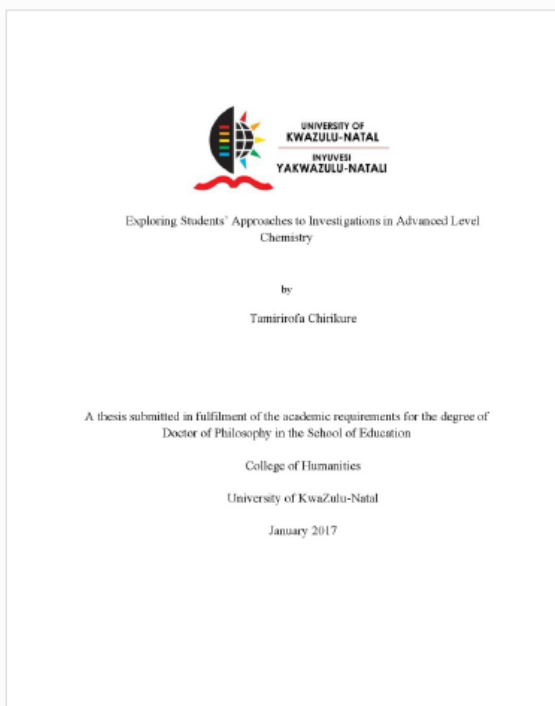 UNIVERSITY OF
KWAZULU-NATAL
INYUVESI
YAKWAZULU-NATALI
Exploring Students' Approaches to Investigations in Advanced Level
Chemistry
by
Tamirirofa Chirikure
A thesis submitted in fulfilment of the academic requirements for the degree of
Doctor of Philosophy in the School of Education
College of Humanities
University of KwaZulu-Natal
January 2017